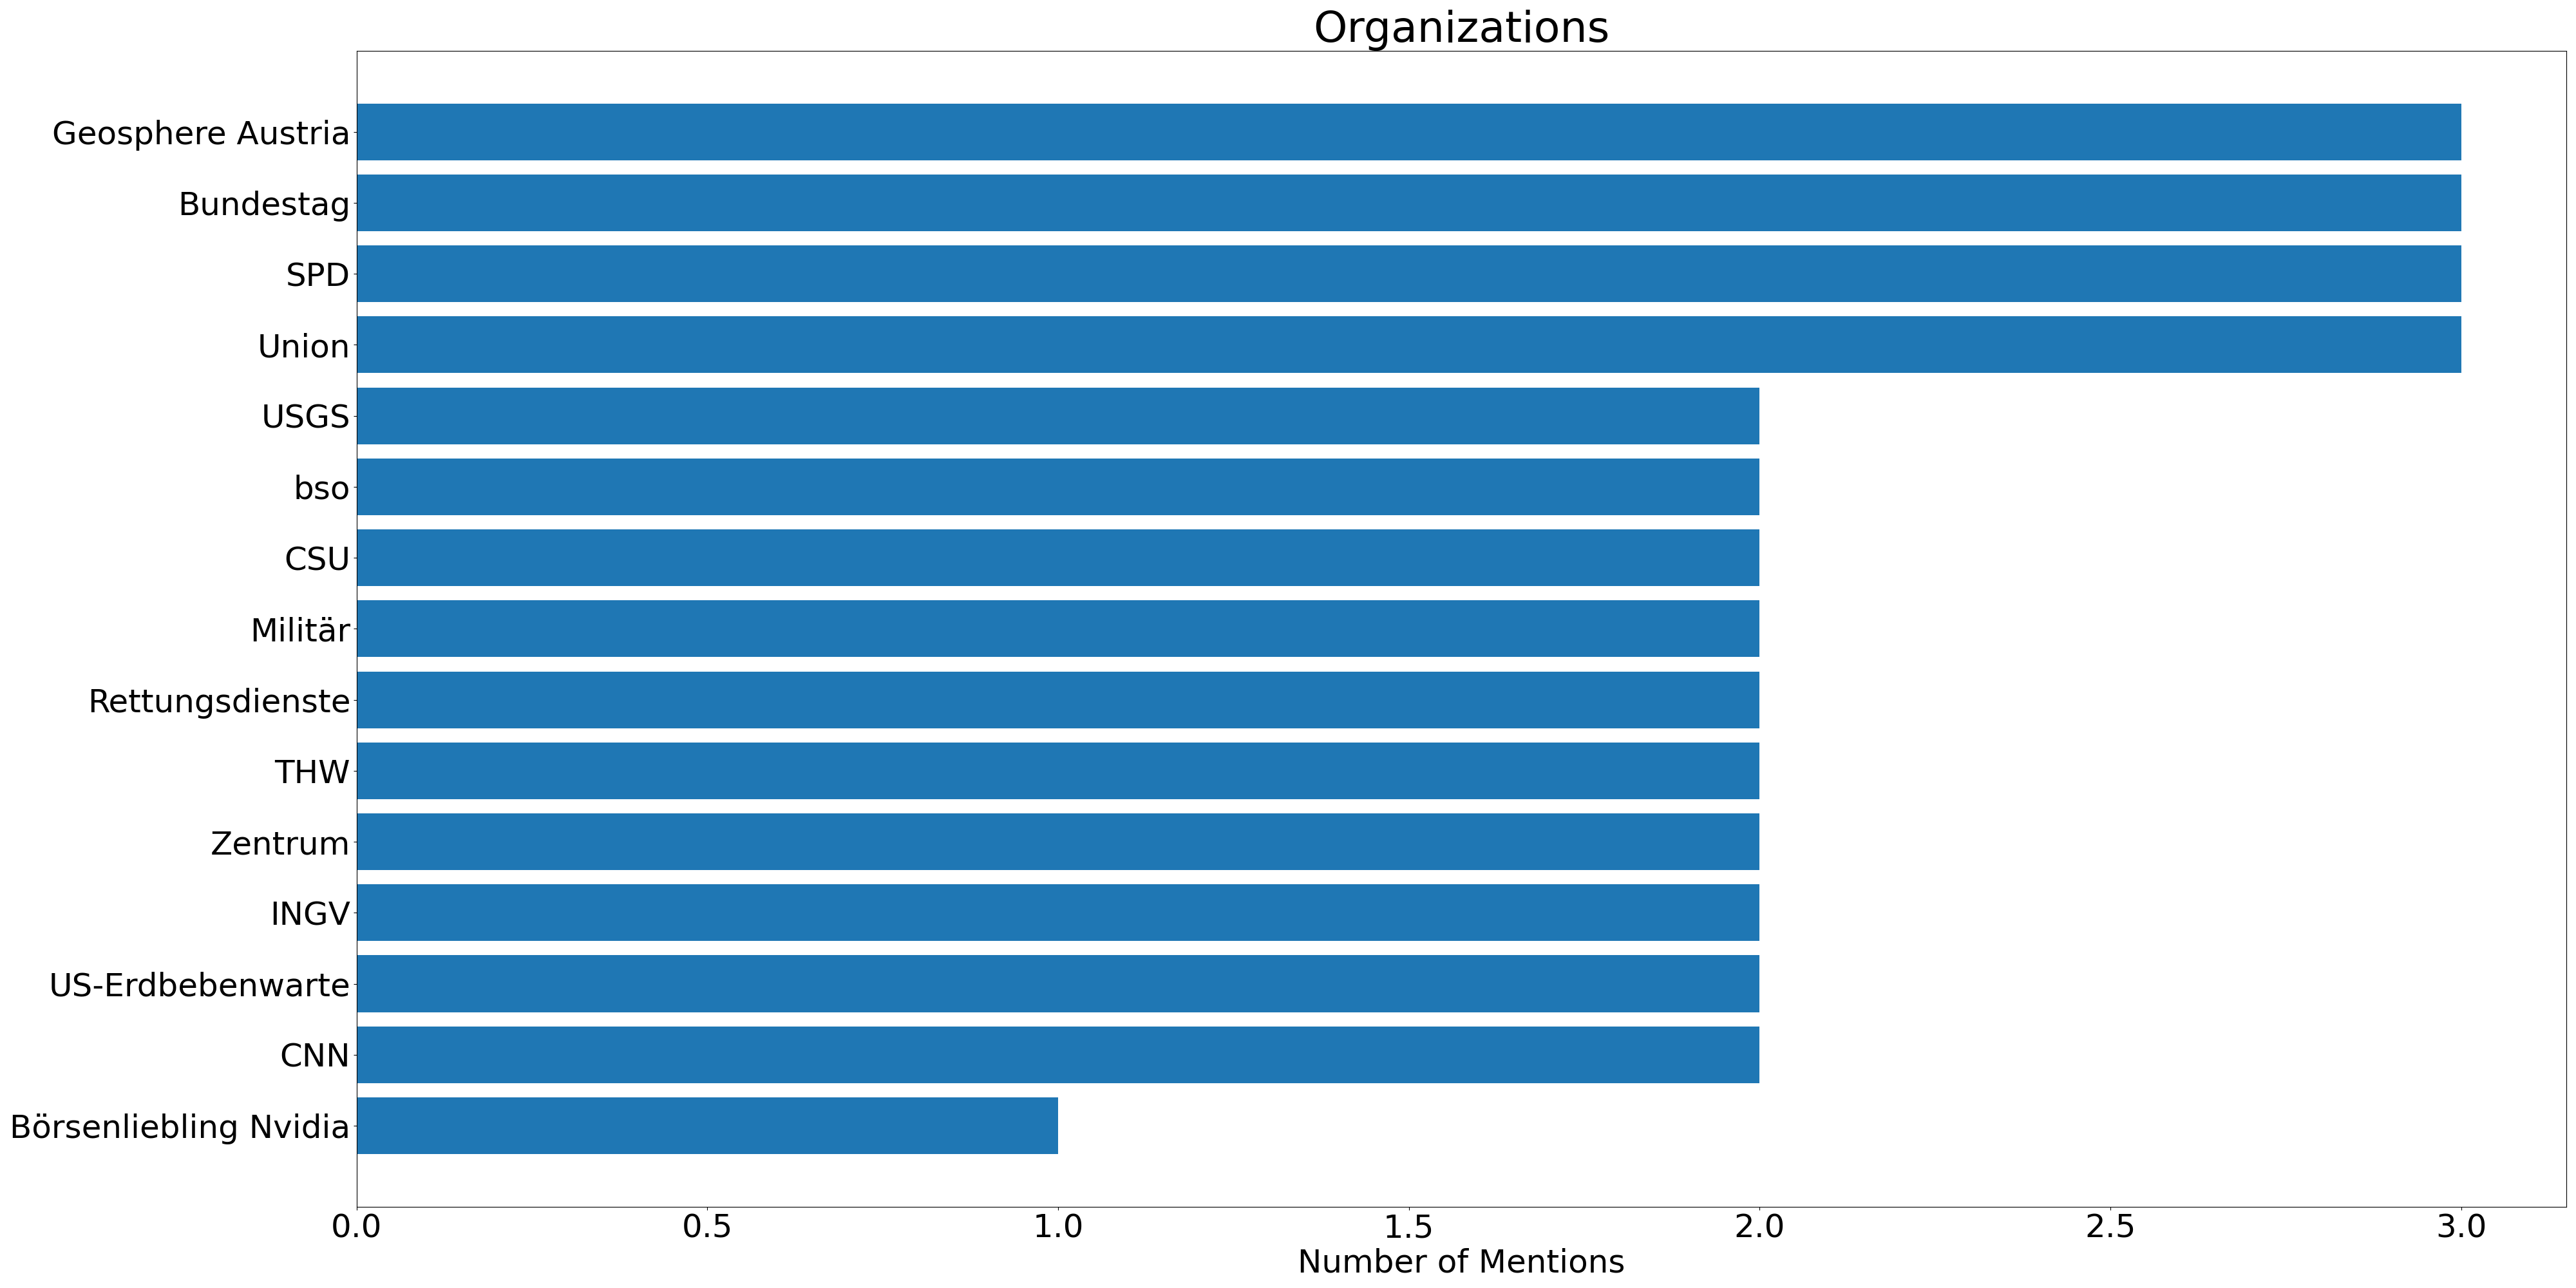 Organizations
Geosphere Austria
Bundestag
SPD
Union
USGS
bso
CSU
Militär
Rettungsdienste
THW
Zentrum
INGV
US-Erdbebenwarte
CNN
Börsenliebling Nvidia
0.0 0.5 1.0 1.5 2.0 2.5 3.0
Number of Mentions